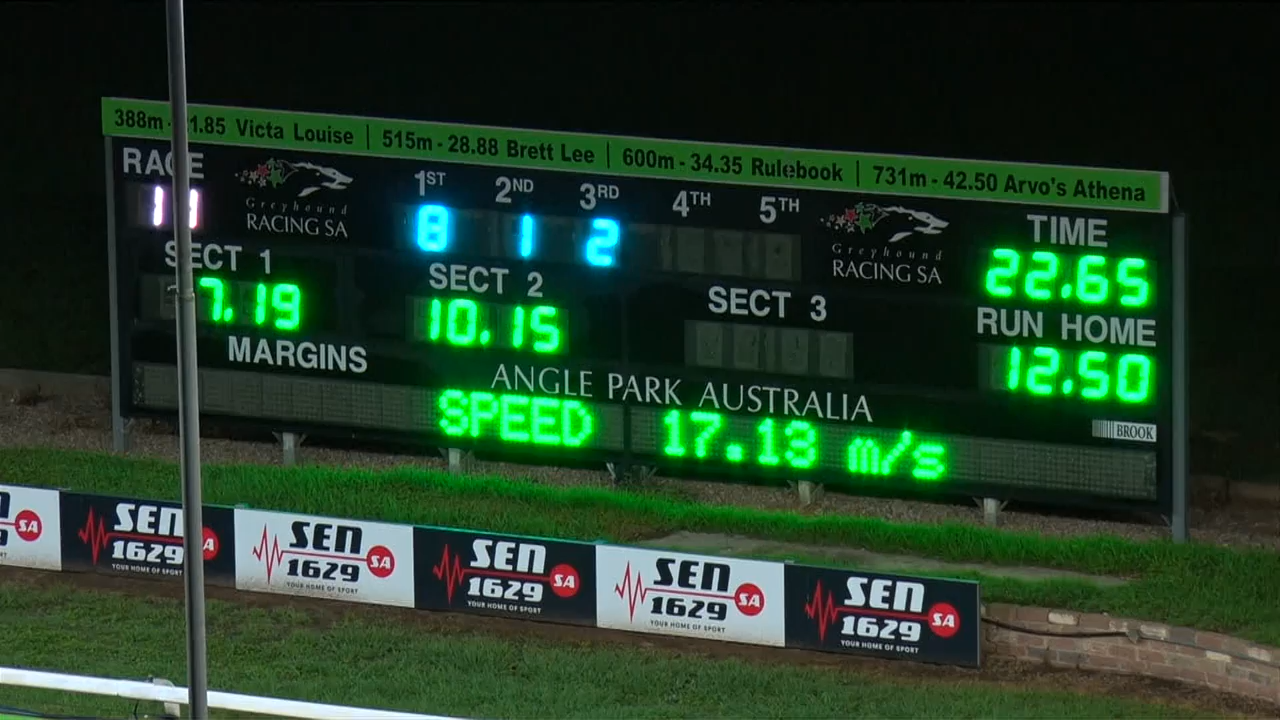 388m - 21.85 Victa Louise | 515m - 28.88 Brett Lee | 600m - 34.35 Rulebook | 731m - 42.50 Arvo's Athena
RACE
11
Greyhound
RACING SA
1ST 2ND 3RD 4TH 5TH
8 1 2
Greyhound
RACING SA
TIME
22.65
SECT 1
7.19
SECT 2
10.15
SECT 3
RUN HOME
12.50
MARGINS
ANGLE PARK AUSTRALIA
SPEED 17.13 m/s
BROOK
SA
SEN
1629
SA
YOUR HOME OF SPORT
SEN
1629
SA
YOUR HOME OF SPORT
SEN
1629
SA
YOUR HOME OF SPORT
SEN
1629
SA
YOUR HOME OF SPORT
SEN
1629
SA
YOUR HOME OF SPORT